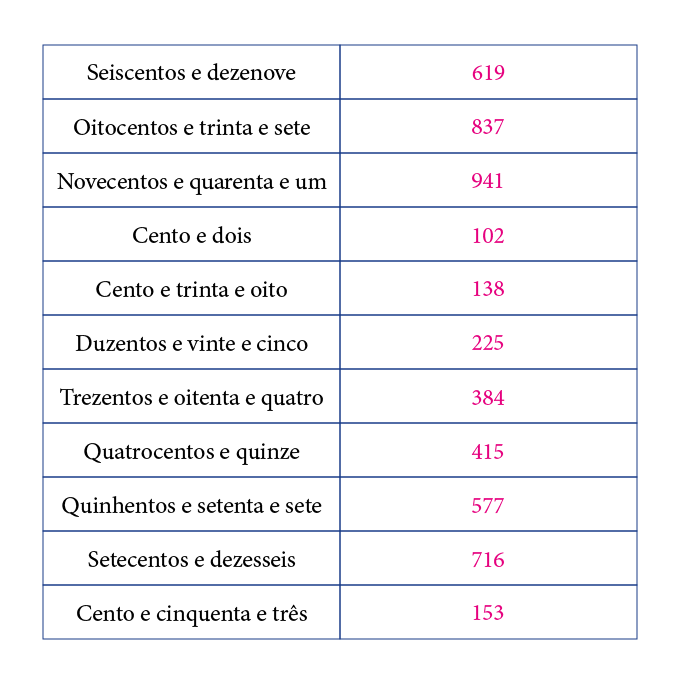 Seiscentos e dezenove 619
Oitocentos e trinta e sete 837
Novecentos e quarenta e um 941
Cento e dois 102
Cento e trinta e oito 138
Duzentos e vinte e cinco 225
Trezentos e oitenta e quatro 384
Quatrocentos e quinze 415
Quinhentos e setenta e sete 577
Setecentos e dezesseis 716
Cento e cinquenta e três 153